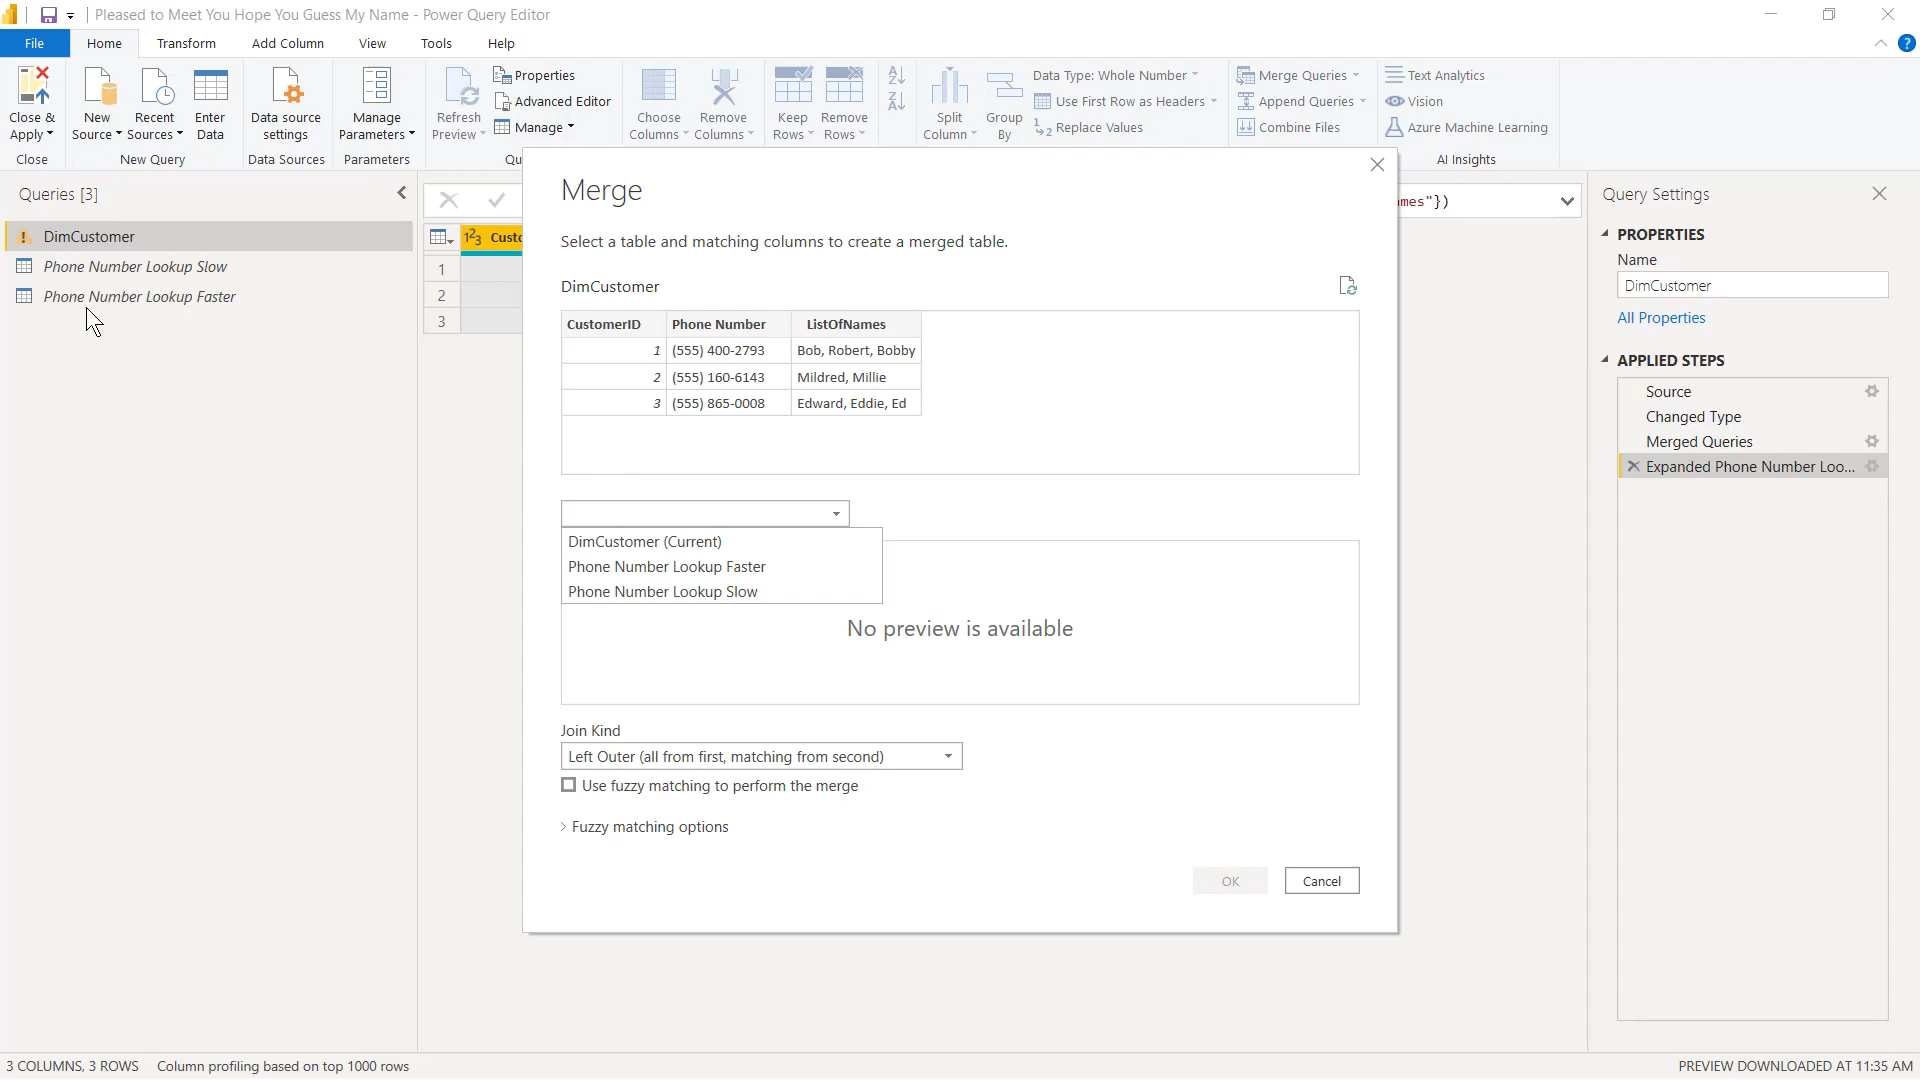 Pleased to Meet You Hope You Guess My Name - Power Query Editor
File Home Transform Add Column View Tools Help
Close & Apply
New Source
Recent Sources
Enter Data
Data source settings
Manage Parameters
Refresh Preview
Properties
Advanced Editor
Manage
Choose Columns
Remove Columns
Keep Rows
Remove Rows
Split Column
Group By
Data Type: Whole Number
Use First Row as Headers
Replace Values
Merge Queries
Append Queries
Combine Files
Text Analytics
Vision
Azure Machine Learning
Close New Query Data Sources Parameters Qu AI Insights
Queries [3]
DimCustomer
Phone Number Lookup Slow
Phone Number Lookup Faster
mes"})
123 Custo
1
2
3
Merge
Select a table and matching columns to create a merged table.
DimCustomer
CustomerID Phone Number ListOfNames
1 (555) 400-2793 Bob, Robert, Bobby
2 (555) 160-6143 Mildred, Millie
3 (555) 865-0008 Edward, Eddie, Ed
DimCustomer (Current)
Phone Number Lookup Faster
Phone Number Lookup Slow
No preview is available
Join Kind
Left Outer (all from first, matching from second)
Use fuzzy matching to perform the merge
Fuzzy matching options
OK Cancel
Query Settings
PROPERTIES
Name
DimCustomer
All Properties
APPLIED STEPS
Source
Changed Type
Merged Queries
Expanded Phone Number Loo...
3 COLUMNS, 3 ROWS Column profiling based on top 1000 rows
PREVIEW DOWNLOADED AT 11:35 AM